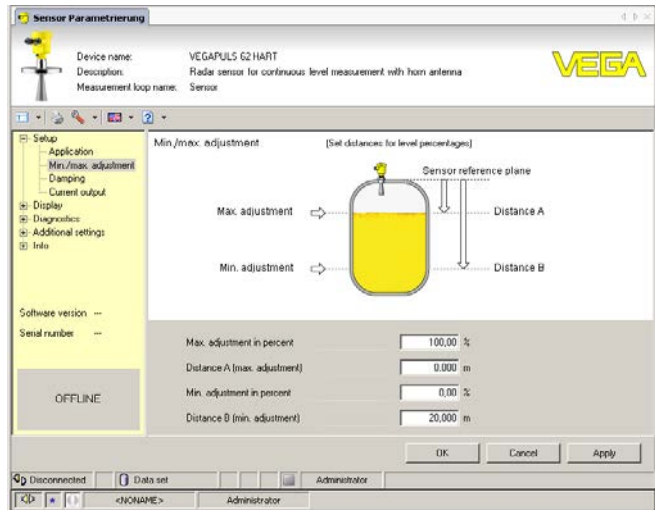 Sensor Parametrierung
Device name: VEGAPULS 62 HART
Description: Radar sensor for continuous level measurement with horn antenna
Measurement loop name: Sensor
VEGA
Setup
Application
Min./max. adjustment
Damping
Current output
Display
Diagnostics
Additional settings
Info
Software version ---
Serial number ---
OFFLINE
Min./max. adjustment (Set distances for level percentages)
Sensor reference plane
Max. adjustment
Distance A
Min. adjustment
Distance B
Max. adjustment in percent 100,00 %
Distance A (max. adjustment) 0.000 m
Min. adjustment in percent 0,00 %
Distance B (min. adjustment) 20,000 m
OK Cancel Apply
Disconnected Data set Administrator
<NONAME> Administrator